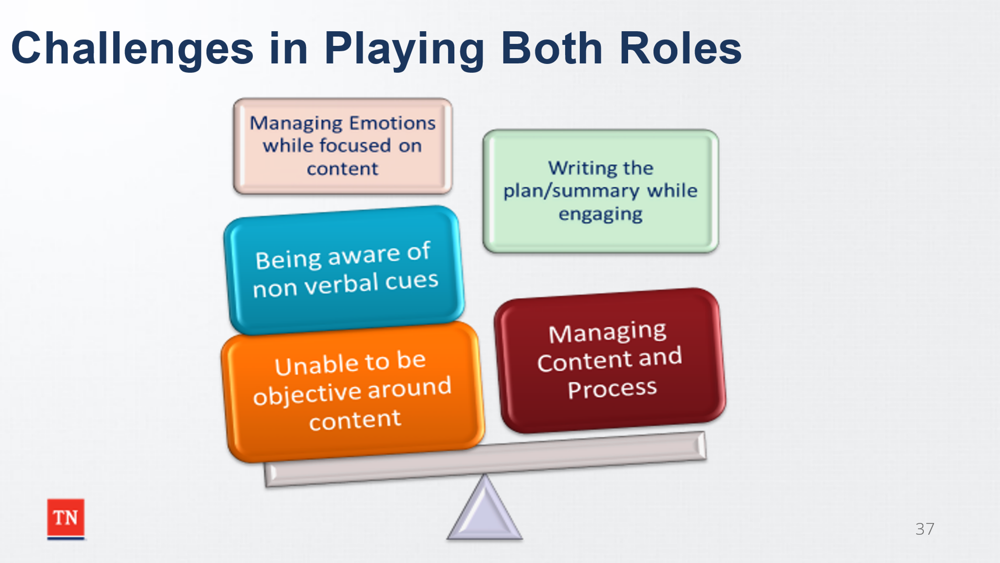 Challenges in Playing Both Roles
Managing Emotions
while focused on
content
Writing the
plan/summary while
engaging
Being aware of
non verbal cues
Managing
Content and
Process
Unable to be
objective around
content
TN
37